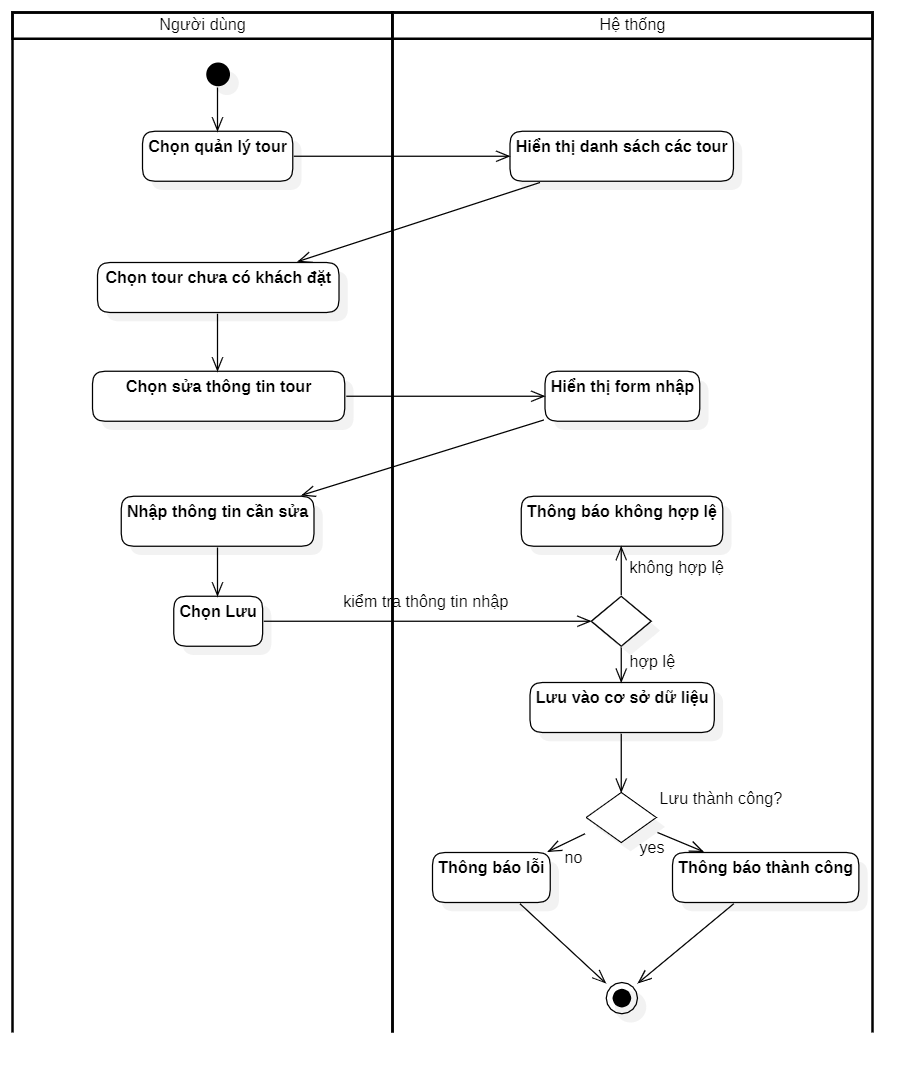 Người dùng
Hệ thống
Chọn quản lý tour
Hiển thị danh sách các tour
Chọn tour chưa có khách đặt
Chọn sửa thông tin tour
Hiển thị form nhập
Nhập thông tin cần sửa
Thông báo không hợp lệ
không hợp lệ
Chọn Lưu
kiểm tra thông tin nhập
hợp lệ
Lưu vào cơ sở dữ liệu
Lưu thành công?
no
yes
Thông báo lỗi
Thông báo thành công